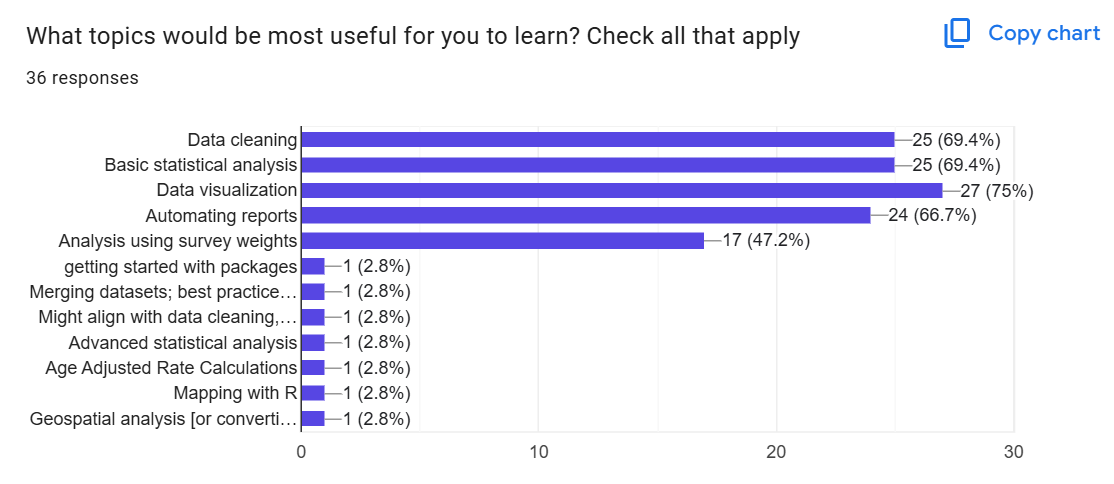 What topics would be most useful for you to learn? Check all that apply
Copy chart
36 responses
Data cleaning 25 (69.4%)
Basic statistical analysis 25 (69.4%)
Data visualization 27 (75%)
Automating reports 24 (66.7%)
Analysis using survey weights 17 (47.2%)
getting started with packages 1 (2.8%)
Merging datasets; best practice… 1 (2.8%)
Might align with data cleaning,… 1 (2.8%)
Advanced statistical analysis 1 (2.8%)
Age Adjusted Rate Calculations 1 (2.8%)
Mapping with R 1 (2.8%)
Geospatial analysis [or converti… 1 (2.8%)
0 10 20 30